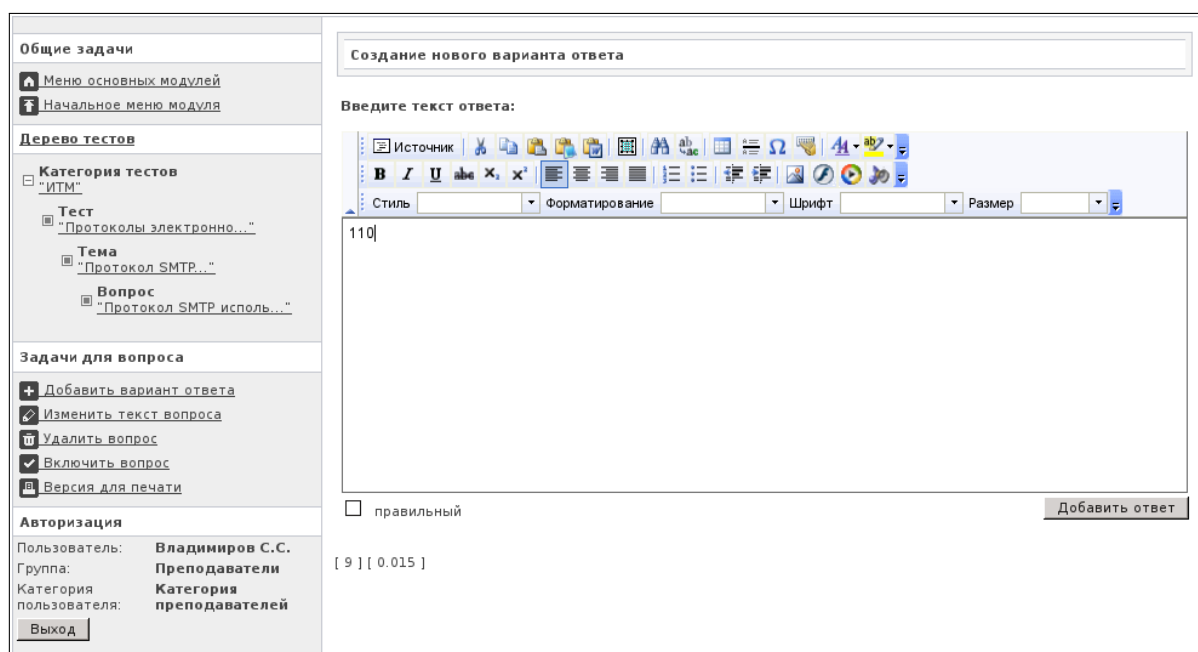 Общие задачи
Меню основных модулей
Начальное меню модуля
Дерево тестов
Категория тестов
"ИТМ"
Тест
"Протоколы электронно..."
Тема
"Протокол SMTP..."
Вопрос
"Протокол SMTP исполь..."
Задачи для вопроса
Добавить вариант ответа
Изменить текст вопроса
Удалить вопрос
Включить вопрос
Версия для печати
Авторизация
Пользователь: Владимиров С.С.
Группа: Преподаватели
Категория пользователя: Категория преподавателей
Выход
Создание нового варианта ответа
Введите текст ответа:
Источник
Стиль Форматирование Шрифт Размер
110
правильный Добавить ответ
[ 9 ][ 0.015 ]